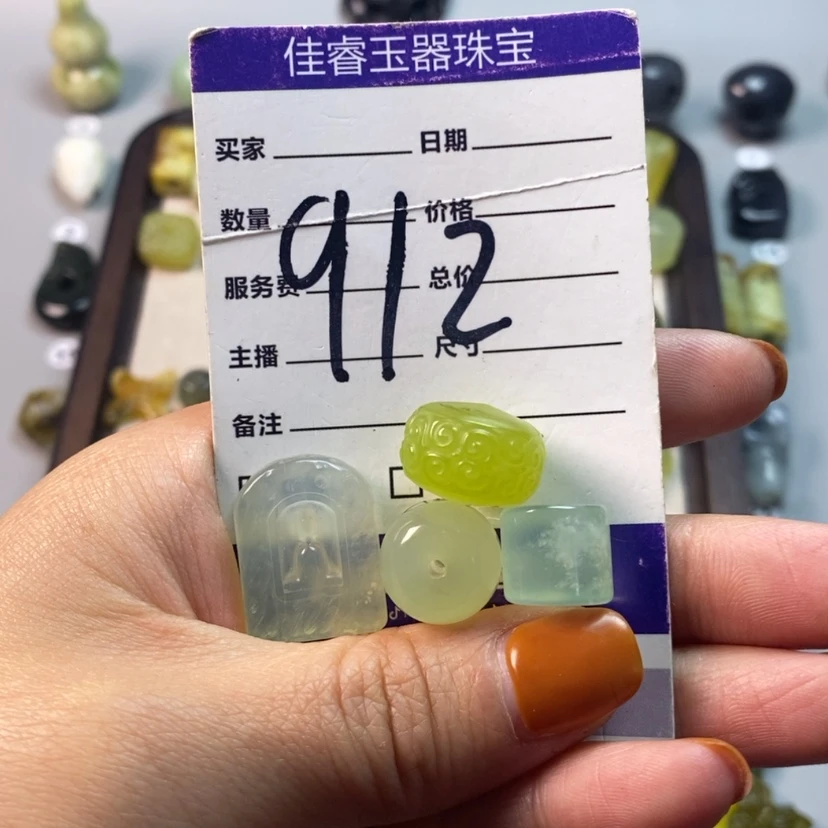 佳睿玉器珠宝
买家 日期
数量 价格
912
服务费 总价
主播 尺寸
备注